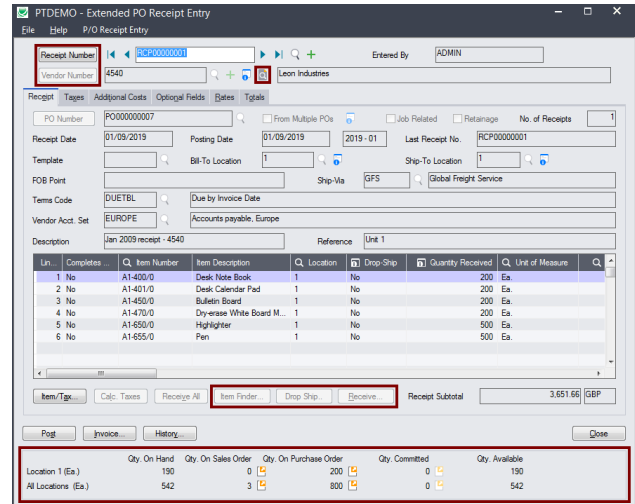 PTDEMO - Extended PO Receipt Entry
File Help P/O Receipt Entry
Receipt Number RCP00000001 Entered By ADMIN
Vendor Number 4540 Leon Industries
Receipt Taxes Additional Costs Optional Fields Rates Totals
PO Number PO000000007 From Multiple POs Job Related Retainage No. of Receipts 1
Receipt Date 01/09/2019 Posting Date 01/09/2019 2019 - 01 Last Receipt No. RCP00000001
Template Bill-To Location 1 Ship-To Location 1
FOB Point Ship-Via GFS Global Freight Service
Terms Code DUETBL Due by Invoice Date
Vendor Acct. Set EUROPE Accounts payable, Europe
Description Jan 2009 receipt - 4540 Reference Unit 1
Lin... Completes ... Item Number Item Description Location Drop-Ship Quantity Received Unit of Measure
1 No A1-400/0 Desk Note Book 1 No 200 Ea.
2 No A1-401/0 Desk Calendar Pad 1 No 200 Ea.
3 No A1-450/0 Bulletin Board 1 No 200 Ea.
4 No A1-470/0 Dry-erase White Board M... 1 No 200 Ea.
5 No A1-650/0 Highlighter 1 No 500 Ea.
6 No A1-655/0 Pen 1 No 500 Ea.
Item/Tax... Calc. Taxes Receive All Item Finder... Drop Ship... Receive... Receipt Subtotal 3,651.66 GBP
Post Invoice... History... Close
Qty. On Hand Qty. On Sales Order Qty. On Purchase Order Qty. Committed Qty. Available
Location 1 (Ea.) 190 0 200 0 190
All Locations (Ea.) 542 3 800 0 542